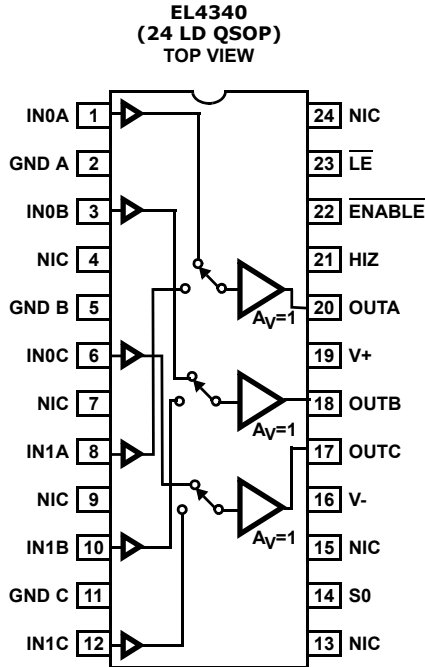 EL4340
(24 LD QSOP)
TOP VIEW
IN0A 1 24 NIC
GND A 2 23 LE
IN0B 3 22 ENABLE
NIC 4 21 HIZ
GND B 5 20 OUTA
AV=1
IN0C 6 19 V+
NIC 7 18 OUTB
AV=1
IN1A 8 17 OUTC
NIC 9 16 V-
AV=1
IN1B 10 15 NIC
GND C 11 14 S0
IN1C 12 13 NIC